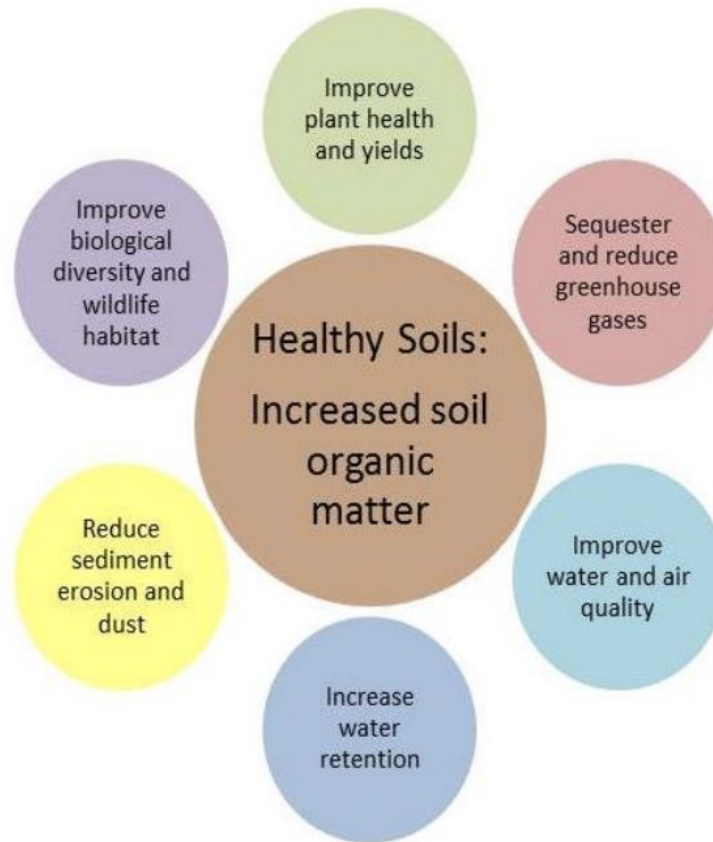 Improve
plant health
and yields
Sequester
and reduce
greenhouse
gases
Improve
water and air
quality
Increase
water
retention
Reduce
sediment
erosion and
dust
Improve
biological
diversity and
wildlife
habitat
Healthy Soils:
Increased soil
organic
matter